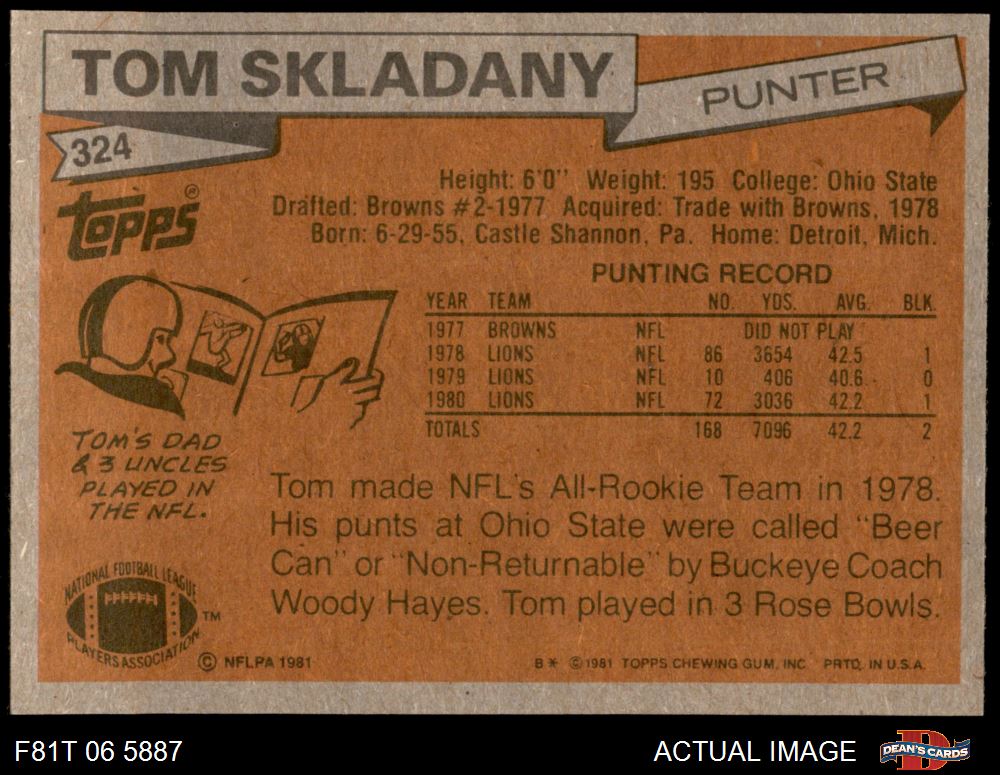 TOM SKLADANY
PUNTER
324
TOPPS®
Height: 6'0" Weight: 195 College: Ohio State
Drafted: Browns #2-1977 Acquired: Trade with Browns, 1978
Born: 6-29-55, Castle Shannon, Pa. Home: Detroit, Mich.
PUNTING RECORD
YEAR TEAM NO. YDS. AVG. BLK.
1977 BROWNS NFL DID NOT PLAY
1978 LIONS NFL 86 3654 42.5 1
1979 LIONS NFL 10 406 40.6 0
1980 LIONS NFL 72 3036 42.2 1
TOTALS 168 7096 42.2 2
TOM'S DAD
& 3 UNCLES
PLAYED IN
THE NFL.
Tom made NFL's All-Rookie Team in 1978.
His punts at Ohio State were called "Beer
Can" or "Non-Returnable" by Buckeye Coach
Woody Hayes. Tom played in 3 Rose Bowls.
NATIONAL FOOTBALL LEAGUE
PLAYERS ASSOCIATION
TM
© NFLPA 1981
B* ©1981 TOPPS CHEWING GUM, INC PRTD. IN U.S.A.
F81T 06 5887
ACTUAL IMAGE
D
DEAN'S CARDS